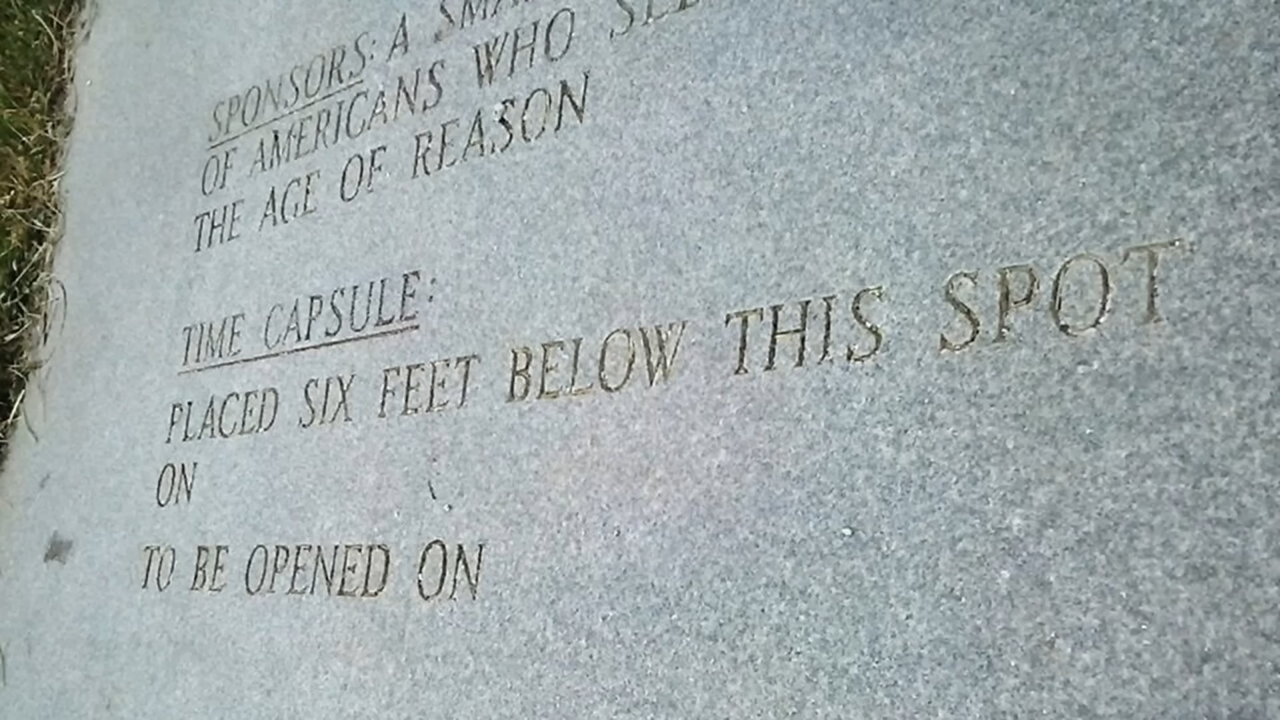 SPONSORS: A
OF AMERICANS WHO
THE AGE OF REASON
TIME CAPSULE:
PLACED SIX FEET BELOW THIS SPOT
ON
TO BE OPENED ON